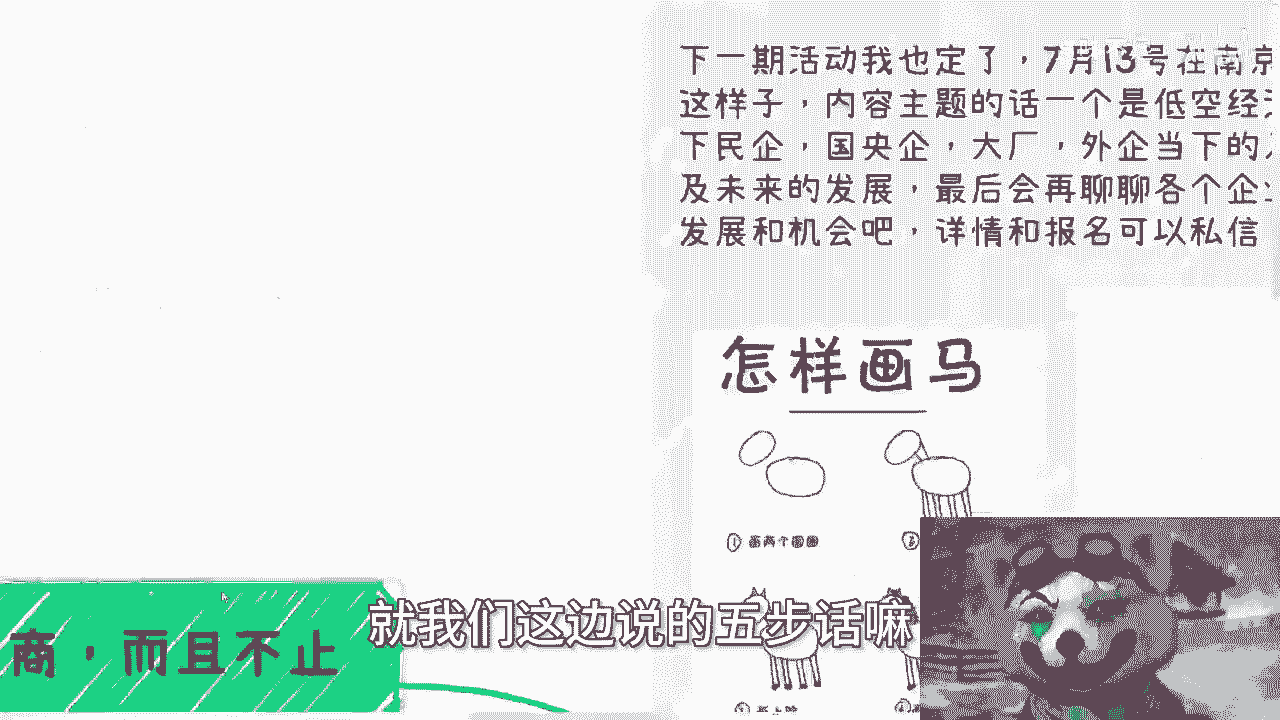 下一期活动我也定了，7月13号在南京
这样子，内容主题的话一个是低空经济
下民企，国央企，大厂，外企当下的
及未来的发展，最后会再聊聊各个企
发展和机会吧，详情和报名可以私信
怎样画马
① 画两个圆圈
②
商，而且不止
就我们这边说的五步话嘛